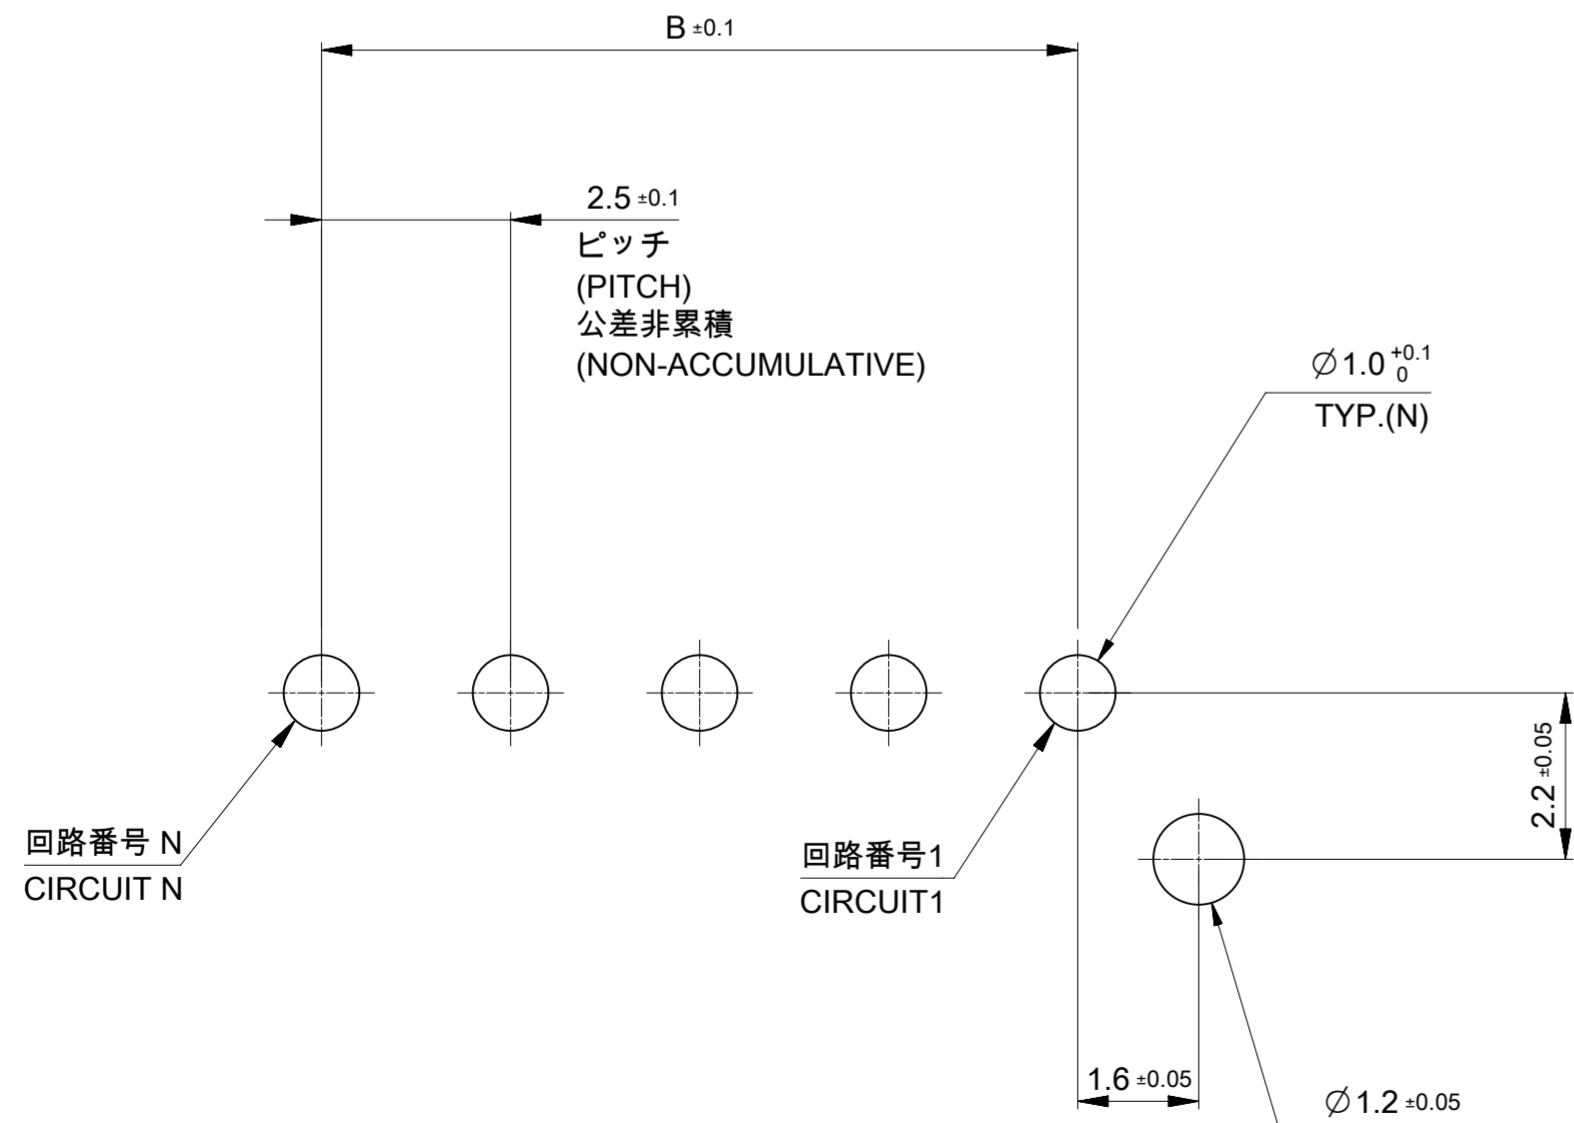 B ±0.1
2.5 ±0.1
ピッチ
(PITCH)
公差非累積
(NON-ACCUMULATIVE)
∅1.0 +0.1 0
TYP.(N)
2.2 ±0.05
回路番号 N
CIRCUIT N
回路番号1
CIRCUIT1
1.6 ±0.05
∅1.2 ±0.05